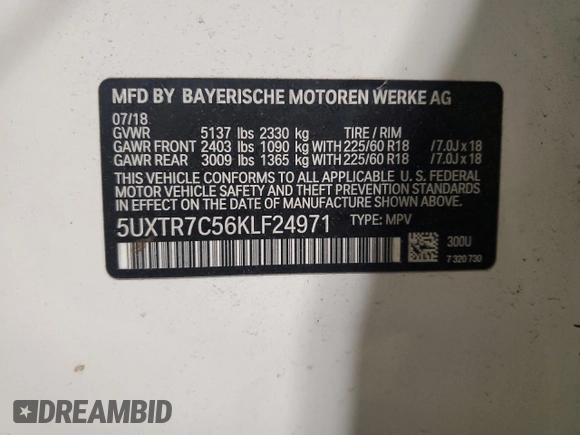 MFD BY BAYERISCHE MOTOREN WERKE AG
07/18
GVWR 5137 lbs 2330 kg TIRE / RIM
GAWR FRONT 2403 lbs 1090 kg WITH 225/60 R18 /7.0J x 18
GAWR REAR 3009 lbs 1365 kg WITH 225/60 R18 /7.0J x 18
THIS VEHICLE CONFORMS TO ALL APPLICABLE U. S. FEDERAL
MOTOR VEHICLE SAFETY AND THEFT PREVENTION STANDARDS
IN EFFECT ON THE DATE OF MANUFACTURE SHOWN ABOVE.
5UXTR7C56KLF24971 TYPE: MPV
300U
7 320 730
DREAMBID